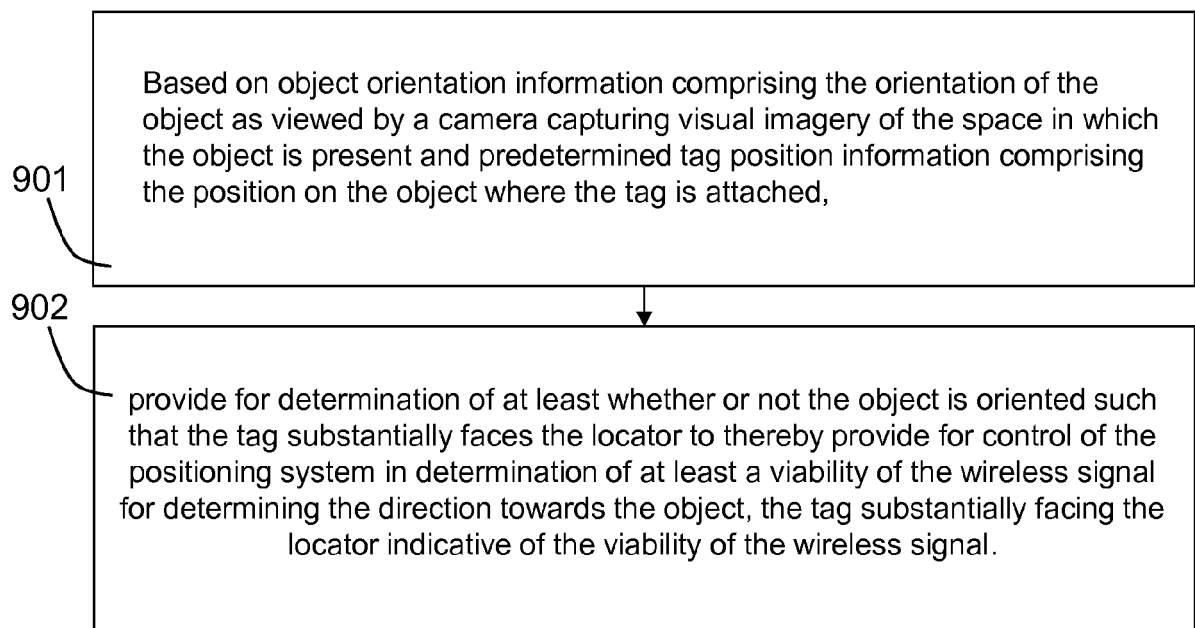 Based on object orientation information comprising the orientation of the
object as viewed by a camera capturing visual imagery of the space in which
the object is present and predetermined tag position information comprising
the position on the object where the tag is attached,
901
902
provide for determination of at least whether or not the object is oriented such
that the tag substantially faces the locator to thereby provide for control of the
positioning system in determination of at least a viability of the wireless signal
for determining the direction towards the object, the tag substantially facing the
locator indicative of the viability of the wireless signal.